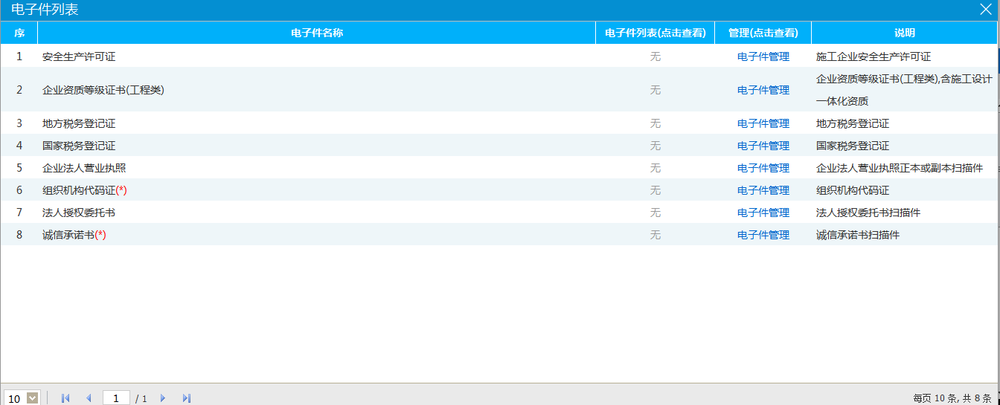 电子件列表
序 电子件名称 电子件列表(点击查看) 管理(点击查看) 说明
1 安全生产许可证 无 电子件管理 施工企业安全生产许可证
2 企业资质等级证书(工程类) 无 电子件管理 企业资质等级证书(工程类),含施工设计
一体化资质
3 地方税务登记证 无 电子件管理 地方税务登记证
4 国家税务登记证 无 电子件管理 国家税务登记证
5 企业法人营业执照 无 电子件管理 企业法人营业执照正本或副本扫描件
6 组织机构代码证(*) 无 电子件管理 组织机构代码证
7 法人授权委托书 无 电子件管理 法人授权委托书扫描件
8 诚信承诺书(*) 无 电子件管理 诚信承诺书扫描件
10 1 / 1 每页 10 条, 共 8 条